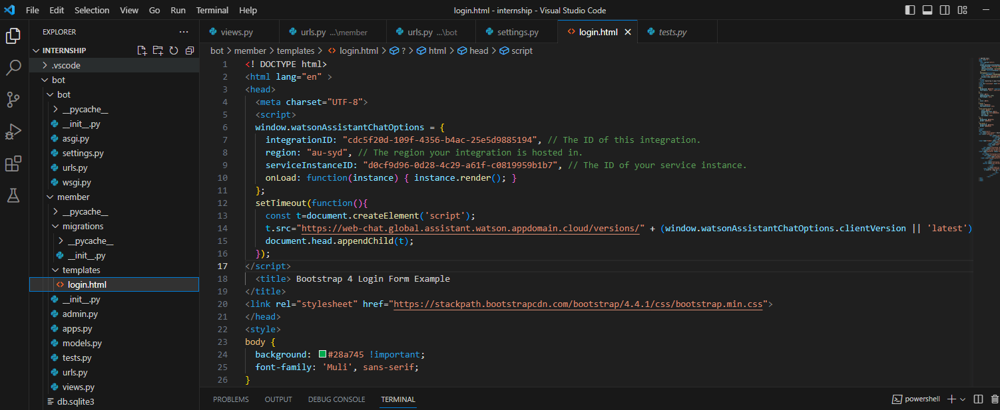 File Edit Selection View Go Run Terminal Help
login.html - internship - Visual Studio Code
EXPLORER ...
INTERNSHIP
.vscode
bot
bot
__pycache__
__init__.py
asgi.py
settings.py
urls.py
wsgi.py
member
__pycache__
migrations
__pycache__
__init__.py
templates
login.html
__init__.py
admin.py
apps.py
models.py
tests.py
urls.py
views.py
db.sqlite3
views.py urls.py ...\member urls.py ...\bot settings.py login.html tests.py
bot > member > templates > login.html > ? > html > head > script
1 <! DOCTYPE html>
2 <html lang="en" >
3 <head>
4 <meta charset="UTF-8">
5 <script>
6 window.watsonAssistantChatOptions = {
7 integrationID: "cdc5f20d-109f-4356-b4ac-25e5d9885194", // The ID of this integration.
8 region: "au-syd", // The region your integration is hosted in.
9 serviceInstanceID: "d0cf9d96-0d28-4c29-a61f-c0819959b1b7", // The ID of your service instance.
10 onLoad: function(instance) { instance.render(); }
11 };
12 setTimeout(function(){
13 const t=document.createElement('script');
14 t.src="https://web-chat.global.assistant.watson.appdomain.cloud/versions/" + (window.watsonAssistantChatOptions.clientVersion || 'latest')
15 document.head.appendChild(t);
16 });
17 </script>
18 <title> Bootstrap 4 Login Form Example
19 </title>
20 <link rel="stylesheet" href="https://stackpath.bootstrapcdn.com/bootstrap/4.4.1/css/bootstrap.min.css">
21 </head>
22 <style>
23 body {
24 background: #28a745 !important;
25 font-family: 'Muli', sans-serif;
26 }
PROBLEMS OUTPUT DEBUG CONSOLE TERMINAL
powershell